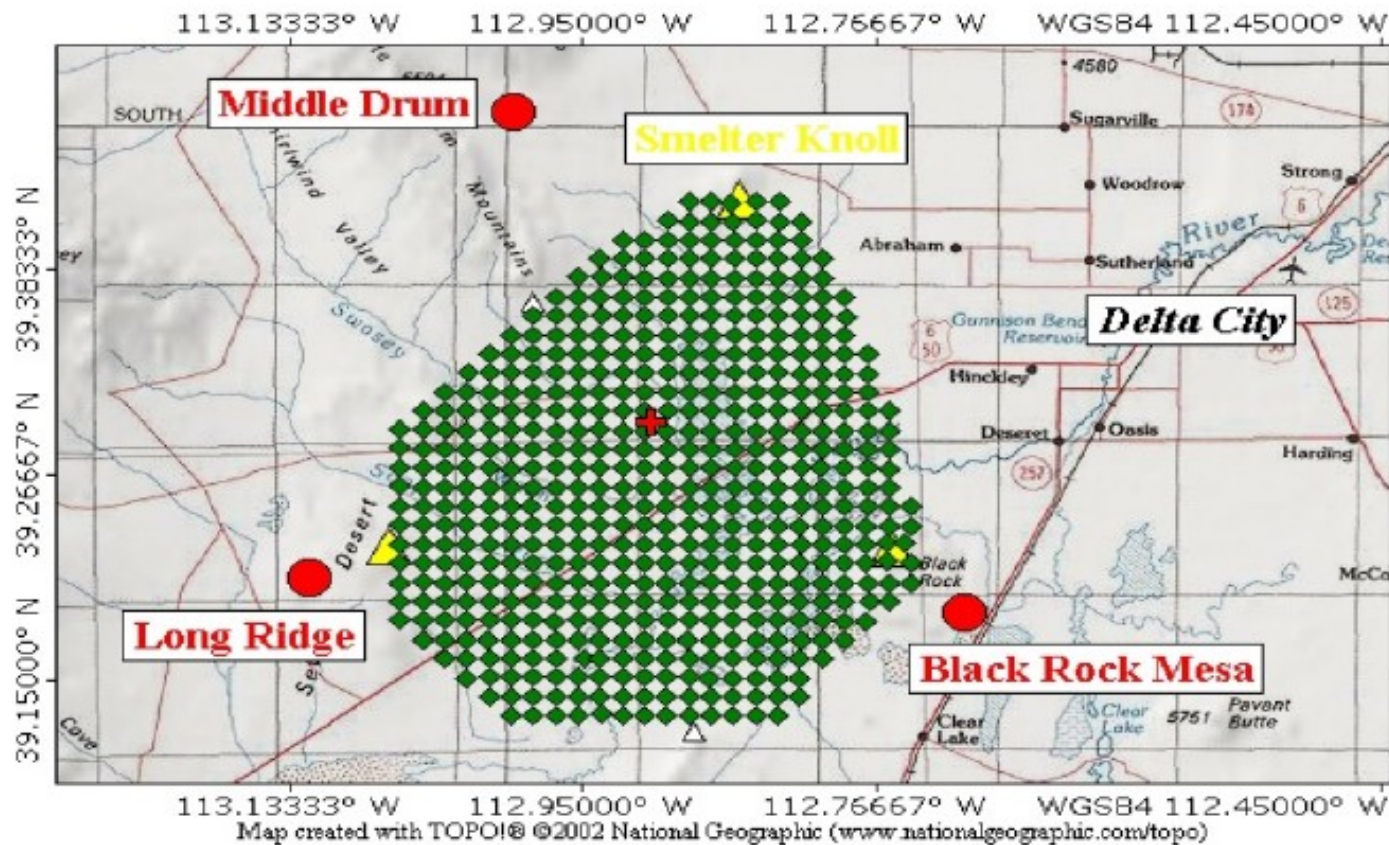 113.13333° W 112.95000° W 112.76667° W WGS84 112.45000° W
4580
174
SOUTH
Middle Drum
Sugarville
Smelter Knoll
Strong
Woodrow
6
Mountains
Valley
River
Abraham
Sutherland
39.38333° N
Swasey
125
Delta City
Gunnison Bend
Reservoir
6
50
Hinckley
Deseret
Oasis
Harding
257
39.26667° N
Desert
Black
Rock
Long Ridge
Black Rock Mesa
39.15000° N
Clear
Lake
Clear
Lake
5751
Pavant
Butte
Cove
113.13333° W 112.95000° W 112.76667° W WGS84 112.45000° W
Map created with TOPO!® ©2002 National Geographic (www.nationalgeographic.com/topo)